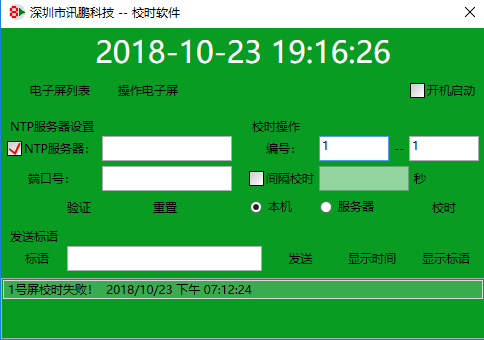 深圳市讯鹏科技 -- 校时软件
2018-10-23 19:16:26
电子屏列表 操作电子屏 开机启动
NTP服务器设置 校时操作
NTP服务器: 编号: 1 -- 1
端口号: 间隔校时 秒
验证 重置 本机 服务器 校时
发送标语
标语 发送 显示时间 显示标语
1号屏校时失败! 2018/10/23 下午 07:12:24